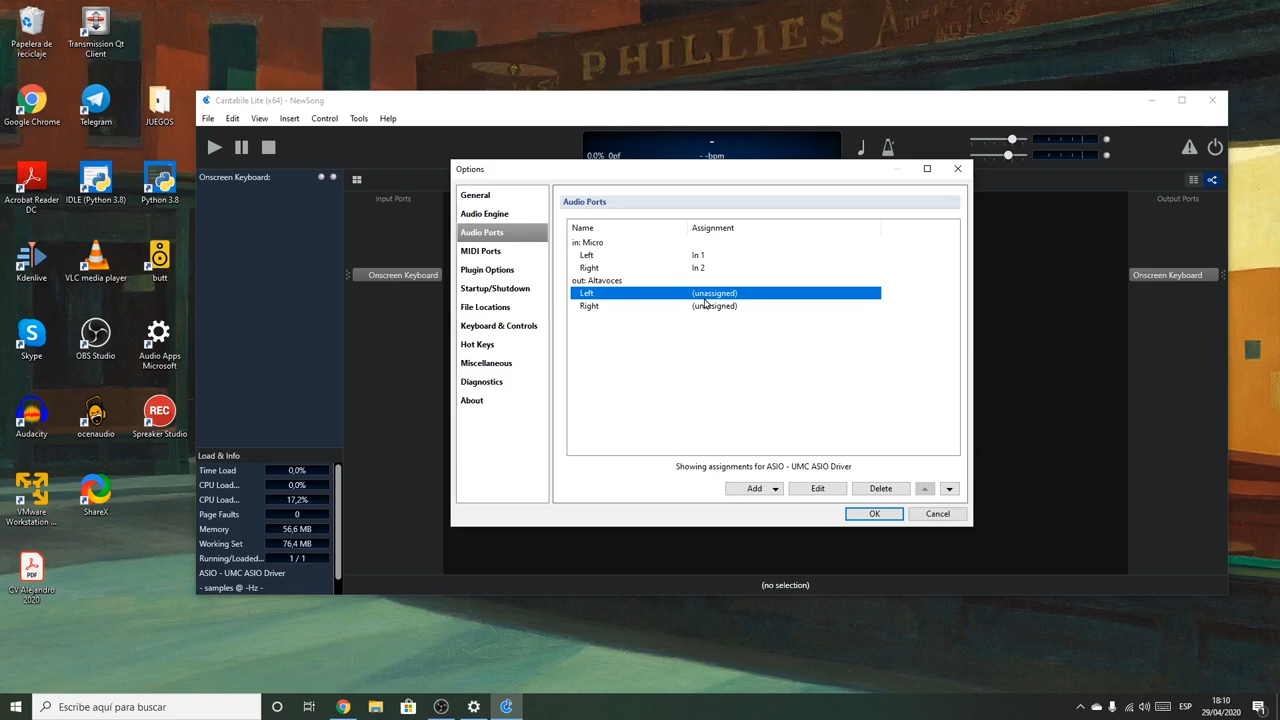 PHILLIES
Papelera de
reciclaje
Transmission Qt
Client
Google Chrome
Telegram
JUEGOS
Acrobat Reader
DC
IDLE (Python 3.8)
Python 3.8
Kdenlive
VLC media player
butt
Skype
OBS Studio
Audio Apps
Microsoft
Audacity
ocenaudio
REC
Spreaker Studio
VMware
Workstation ...
ShareX
PDF
CV Alejandro
2020
Cantabile Lite (x64) - NewSong
File
Edit
View
Insert
Control
Tools
Help
-
0.0% 0pf
- -bpm
Onscreen Keyboard:
Input Ports
Output Ports
Onscreen Keyboard
Onscreen Keyboard
Load & Info
Time Load
0,0%
CPU Load...
0,0%
CPU Load...
17,2%
Page Faults
0
Memory
56,6 MB
Working Set
76,4 MB
Running/Loaded...
1 / 1
ASIO - UMC ASIO Driver
- samples @ -Hz -
(no selection)
Options
General
Audio Engine
Audio Ports
MIDI Ports
Plugin Options
Startup/Shutdown
File Locations
Keyboard & Controls
Hot Keys
Miscellaneous
Diagnostics
About
Audio Ports
Name
Assignment
in: Micro
Left
In 1
Right
In 2
out: Altavoces
Left
(unassigned)
Right
(unassigned)
Showing assignments for ASIO - UMC ASIO Driver
Add
Edit
Delete
OK
Cancel
Escribe aquí para buscar
ESP
18:10
29/04/2020
1